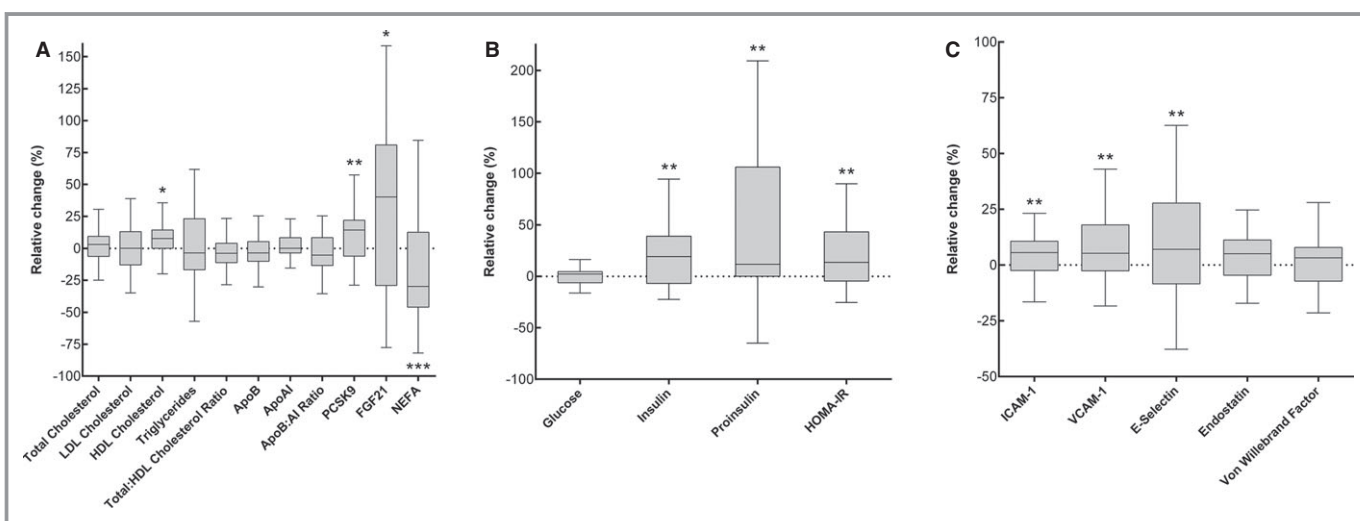 A
Relative change (%)
150
125
100
75
50
25
0
-25
-50
-75
-100
*
**
*
***
Total Cholesterol
LDL Cholesterol
HDL Cholesterol
Triglycerides
Total:HDL Cholesterol Ratio
ApoB
ApoAI
ApoB:AI Ratio
PCSK9
FGF21
NEFA
B
Relative change (%)
200
150
100
50
0
-50
-100
**
**
**
Glucose
Insulin
Proinsulin
HOMA-IR
C
Relative change (%)
100
75
50
25
0
-25
-50
**
**
**
ICAM-1
VCAM-1
E-Selectin
Endostatin
Von Willebrand Factor